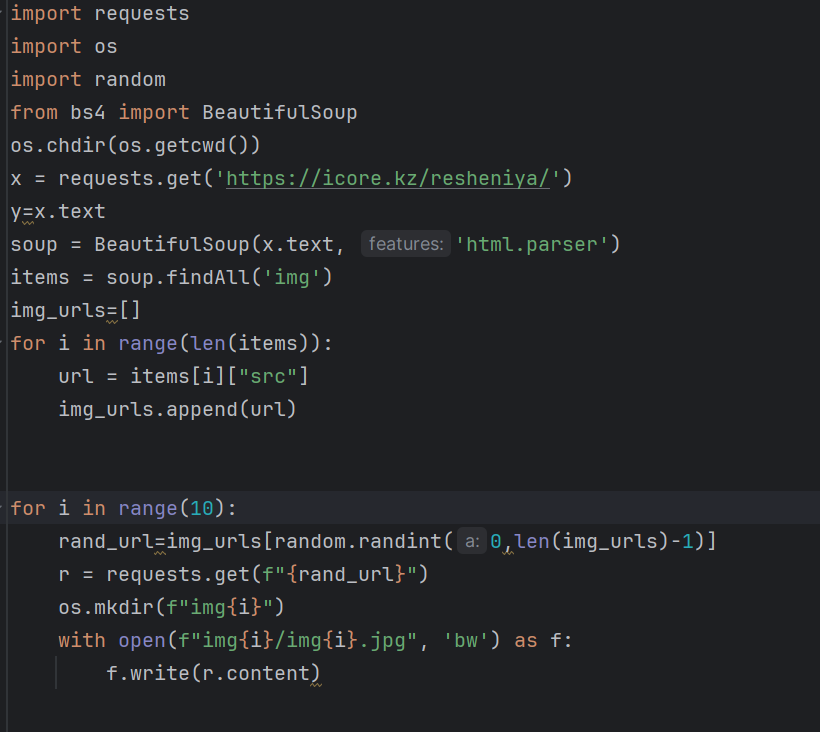 import requests
import os
import random
from bs4 import BeautifulSoup
os.chdir(os.getcwd())
x = requests.get('https://icore.kz/resheniya/')
y=x.text
soup = BeautifulSoup(x.text, features: 'html.parser')
items = soup.findAll('img')
img_urls=[]
for i in range(len(items)):
    url = items[i]["src"]
    img_urls.append(url)
for i in range(10):
    rand_url=img_urls[random.randint( a: 0,len(img_urls)-1)]
    r = requests.get(f"{rand_url}")
    os.mkdir(f"img{i}")
    with open(f"img{i}/img{i}.jpg", 'bw') as f:
        f.write(r.content)